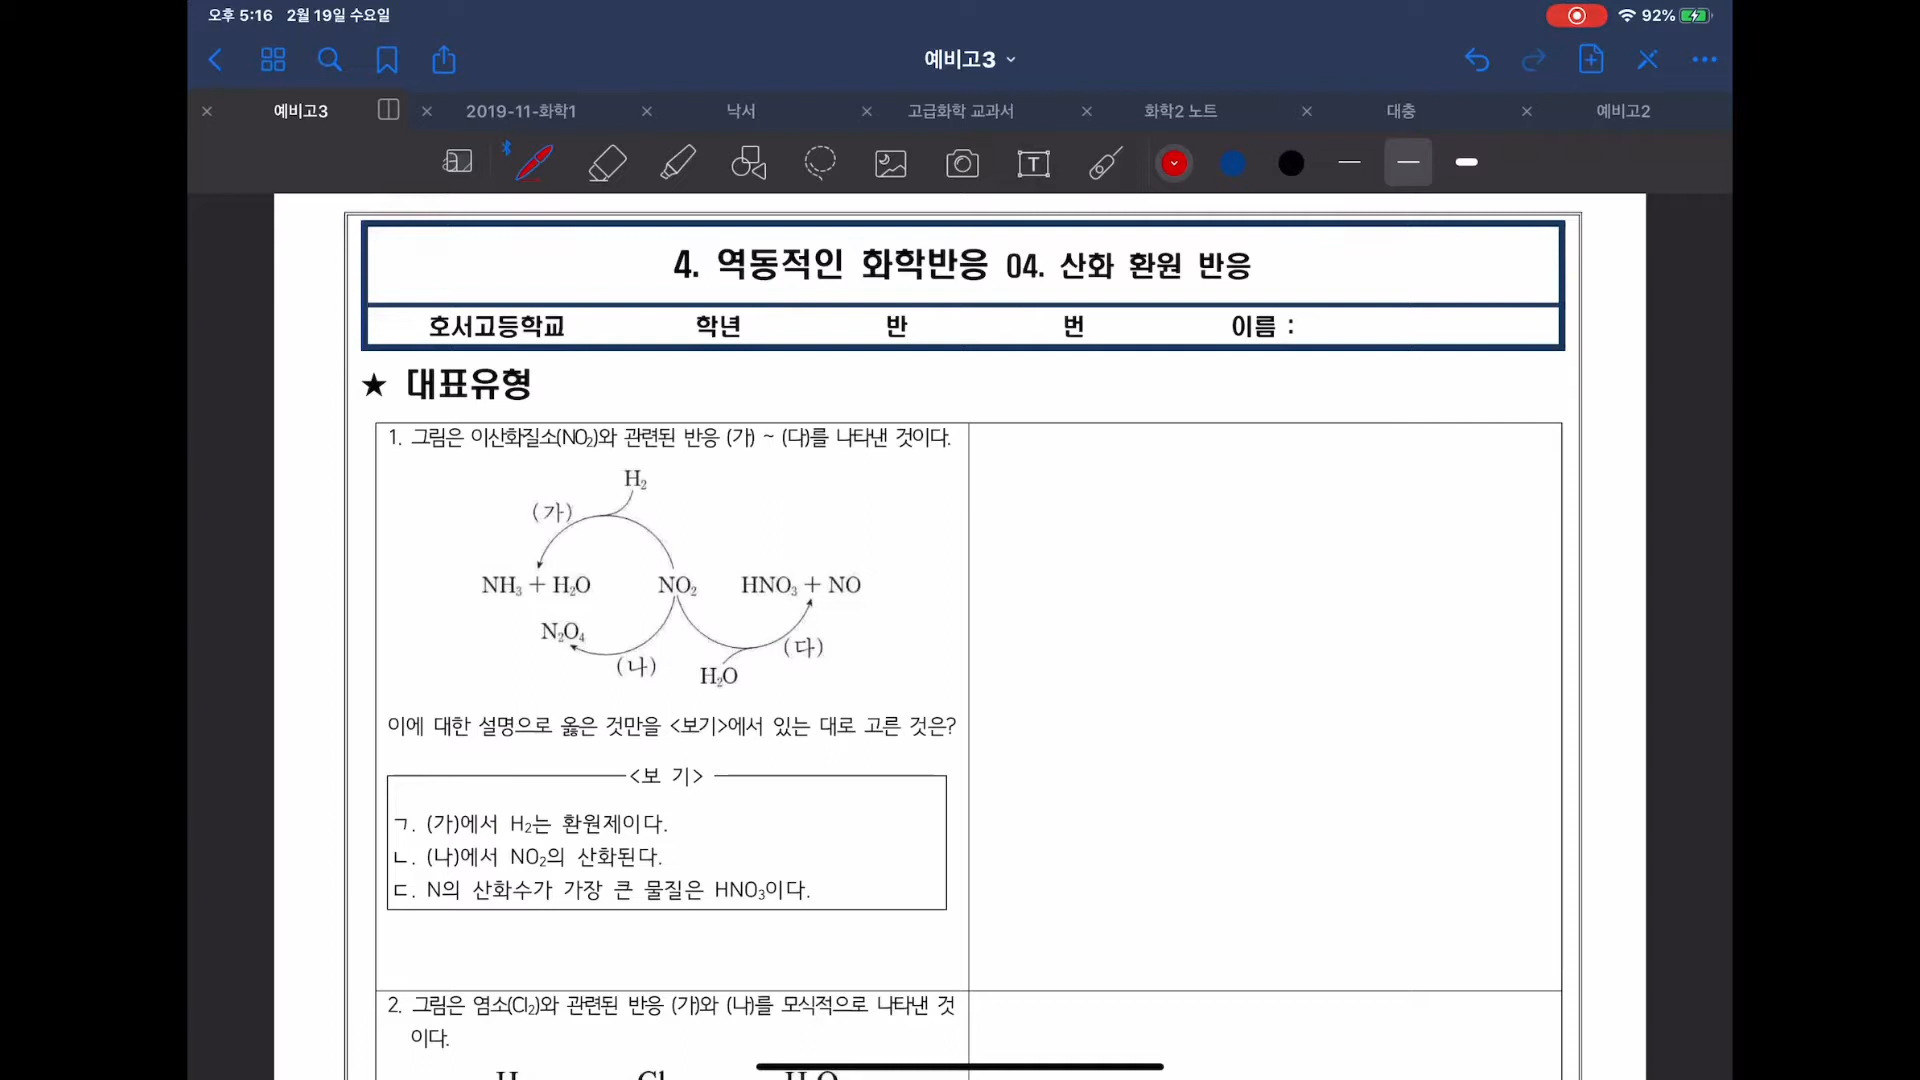 오후 5:16 2월 19일 수요일 92%
예비고3
예비고3 2019-11-화학1 낙서 고급화학 교과서 화학2 노트 대충 예비고2
4. 역동적인 화학반응 04. 산화 환원 반응
호서고등학교 학년 반 번 이름 :
★ 대표유형
1. 그림은 이산화질소(NO₂)와 관련된 반응 (가) ~ (다)를 나타낸 것이다.
H₂
(가)
NH₃ + H₂O NO₂ HNO₃ + NO
N₂O₄
(나) (다)
H₂O
이에 대한 설명으로 옳은 것만을 <보기>에서 있는 대로 고른 것은?
<보 기>
ㄱ. (가)에서 H₂는 환원제이다.
ㄴ. (나)에서 NO₂의 산화된다.
ㄷ. N의 산화수가 가장 큰 물질은 HNO₃이다.
2. 그림은 염소(Cl₂)와 관련된 반응 (가)와 (나)를 모식적으로 나타낸 것
이다.